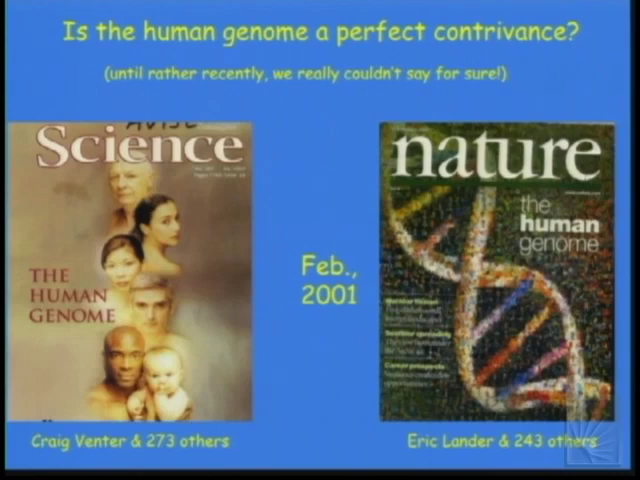 Is the human genome a perfect contrivance?
(until rather recently, we really couldn't say for sure!)
AVISE
Science
THE
HUMAN
GENOME
Feb.,
2001
nature
the
human
genome
Craig Venter & 273 others
Eric Lander & 243 others